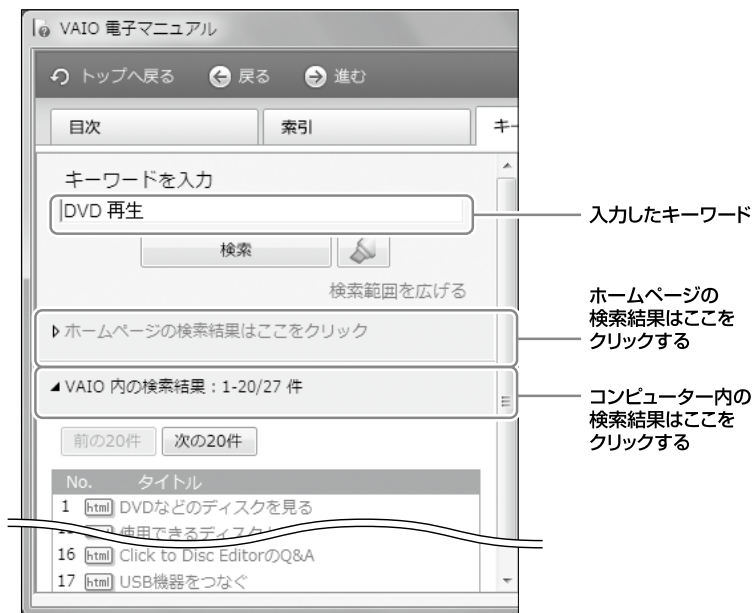 VAIO 電子マニュアル
トップへ戻る 戻る 進む
目次 索引 キー
キーワードを入力
DVD 再生
入力したキーワード
検索
検索範囲を広げる
ホームページの検索結果はここをクリック
ホームページの
検索結果はここを
クリックする
VAIO 内の検索結果：1-20/27 件
コンピューター内の
検索結果はここを
クリックする
前の20件 次の20件
No. タイトル
1 html DVDなどのディスクを見る
使用できるディスク
16 html Click to Disc EditorのQ&A
17 html USB機器をつなぐ